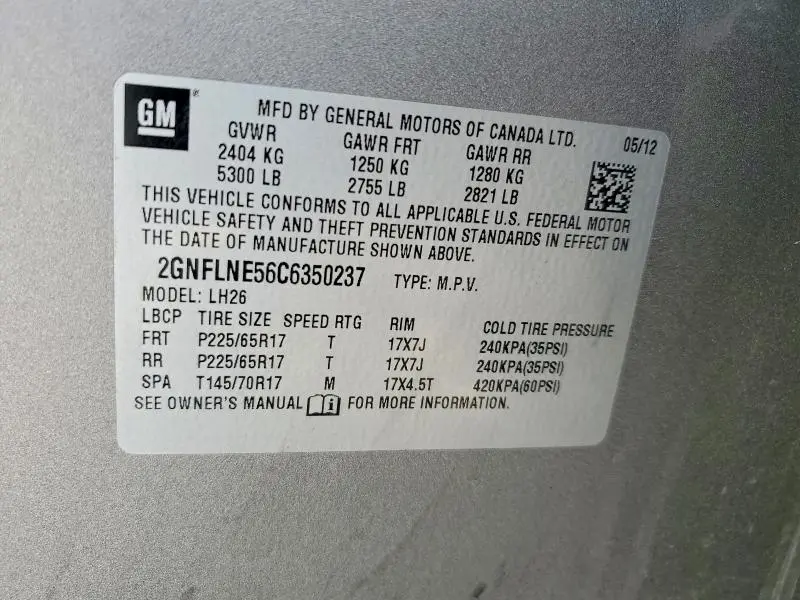 GM ®
MFD BY GENERAL MOTORS OF CANADA LTD. 05/12
GVWR GAWR FRT GAWR RR
2404 KG 1250 KG 1280 KG
5300 LB 2755 LB 2821 LB
THIS VEHICLE CONFORMS TO ALL APPLICABLE U.S. FEDERAL MOTOR
VEHICLE SAFETY AND THEFT PREVENTION STANDARDS IN EFFECT ON
THE DATE OF MANUFACTURE SHOWN ABOVE.
2GNFLNE56C6350237 TYPE: M.P.V.
MODEL: LH26
LBCP TIRE SIZE SPEED RTG RIM COLD TIRE PRESSURE
FRT P225/65R17 T 17X7J 240KPA(35PSI)
RR P225/65R17 T 17X7J 240KPA(35PSI)
SPA T145/70R17 M 17X4.5T 420KPA(60PSI)
SEE OWNER'S MANUAL i FOR MORE INFORMATION.